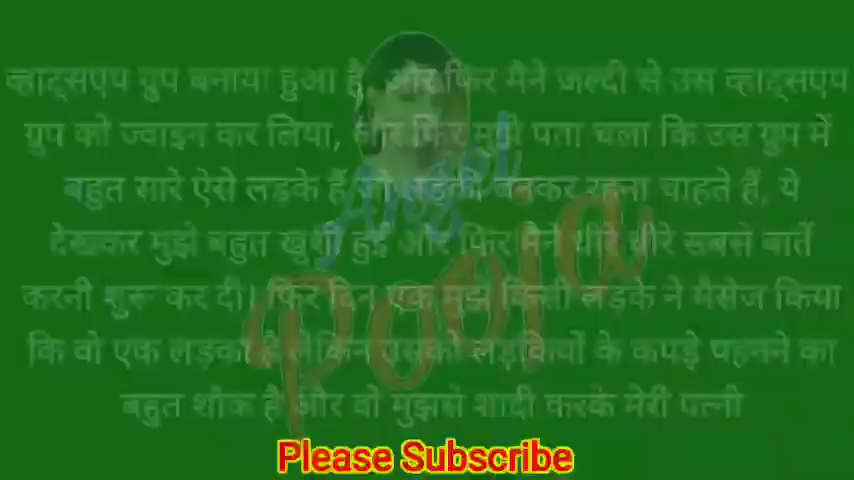 व्हाट्सएप ग्रुप बनाया हुआ है, और फिर मैने जल्दी से उस व्हाट्सएप
ग्रुप को ज्वाइन कर लिया, और फिर मुझे पता चला कि उस ग्रुप में
बहुत सारे ऐसे लड़के हैं जो लड़की बनकर रहना चाहते हैं, ये
देखकर मुझे बहुत खुशी हुई और फिर मैने धीरे धीरे सबसे बातें
करनी शुरू कर दी। फिर दिन एक मुझे किसी लड़के ने मैसेज किया
कि वो एक लड़का है लेकिन उसको लड़कियों के कपड़े पहनने का
बहुत शौक है और वो मुझसे शादी करके मेरी पत्नी
Angel
Pooja
Please Subscribe